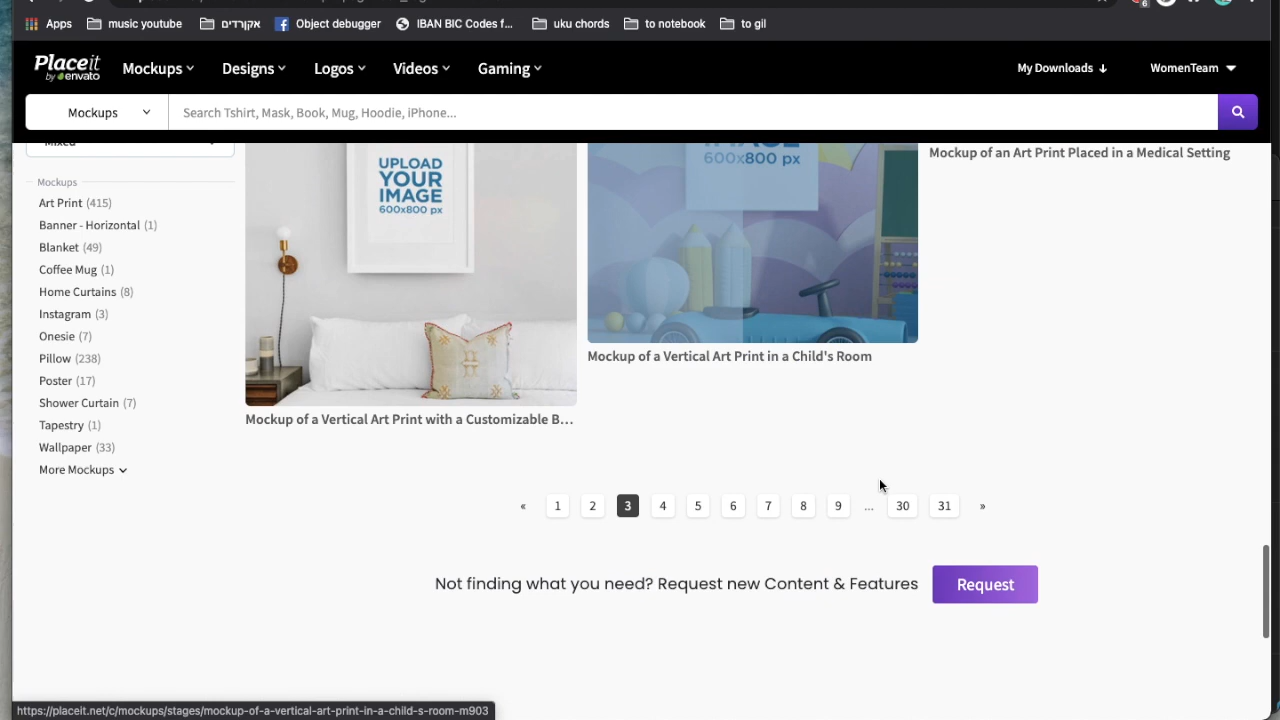 Apps music youtube אקורדים Object debugger IBAN BIC Codes f... uku chords to notebook to gil
Placeit by envato Mockups Designs Logos Videos Gaming My Downloads WomenTeam
Mockups Search Tshirt, Mask, Book, Mug, Hoodie, iPhone...
Mixed
Mockups
Art Print (415)
Banner - Horizontal (1)
Blanket (49)
Coffee Mug (1)
Home Curtains (8)
Instagram (3)
Onesie (7)
Pillow (238)
Poster (17)
Shower Curtain (7)
Tapestry (1)
Wallpaper (33)
More Mockups
UPLOAD
YOUR
IMAGE
600x800 px
Mockup of a Vertical Art Print with a Customizable B...
IMAGE
600x800 px
Mockup of a Vertical Art Print in a Child's Room
Mockup of an Art Print Placed in a Medical Setting
« 1 2 3 4 5 6 7 8 9 ... 30 31 »
Not finding what you need? Request new Content & Features Request
https://placeit.net/c/mockups/stages/mockup-of-a-vertical-art-print-in-a-child-s-room-m903